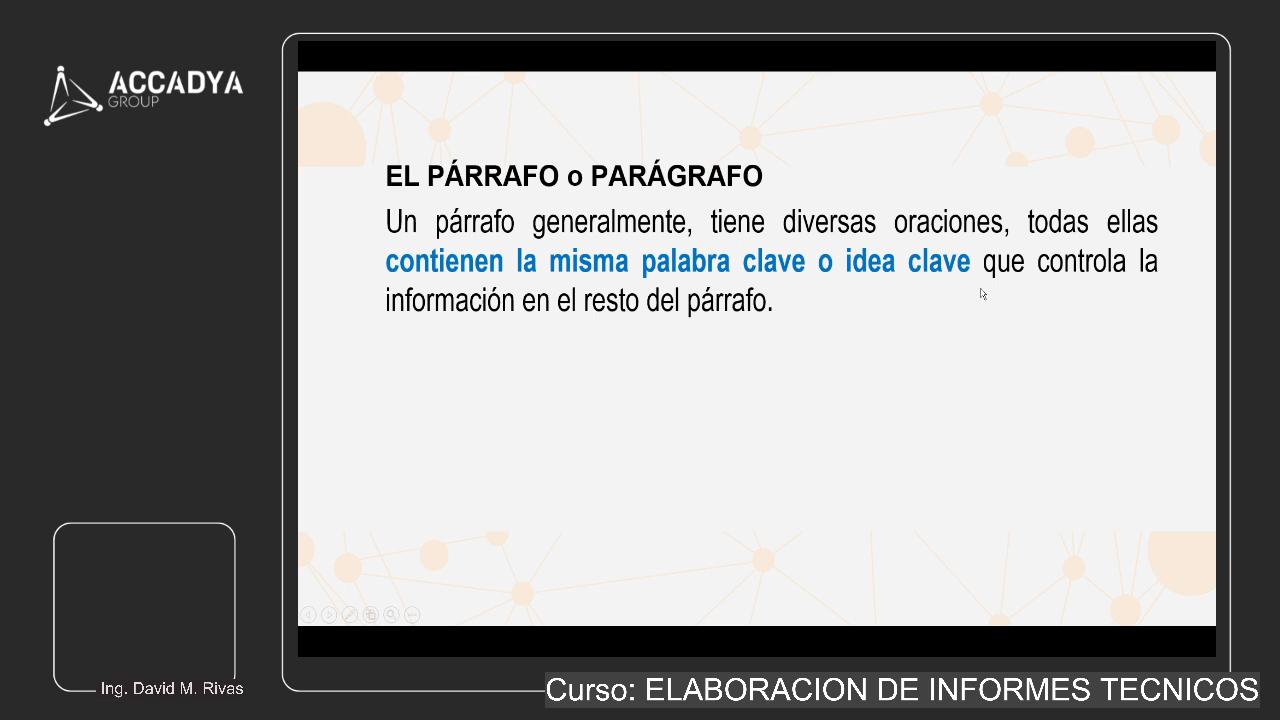 ACCADYA
GROUP
EL PÁRRAFO o PARÁGRAFO
Un párrafo generalmente, tiene diversas oraciones, todas ellas
contienen la misma palabra clave o idea clave que controla la
información en el resto del párrafo.
Ing. David M. Rivas
Curso: ELABORACION DE INFORMES TECNICOS